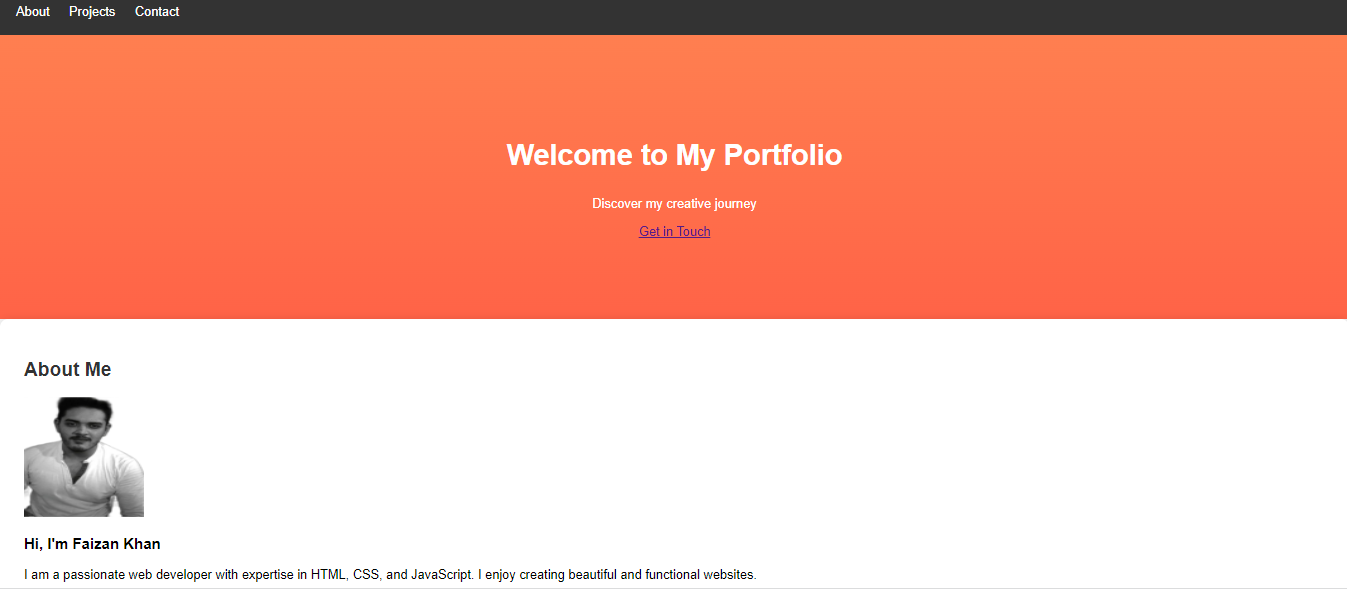 About Projects Contact
Welcome to My Portfolio
Discover my creative journey
Get in Touch
About Me
Hi, I'm Faizan Khan
I am a passionate web developer with expertise in HTML, CSS, and JavaScript. I enjoy creating beautiful and functional websites.